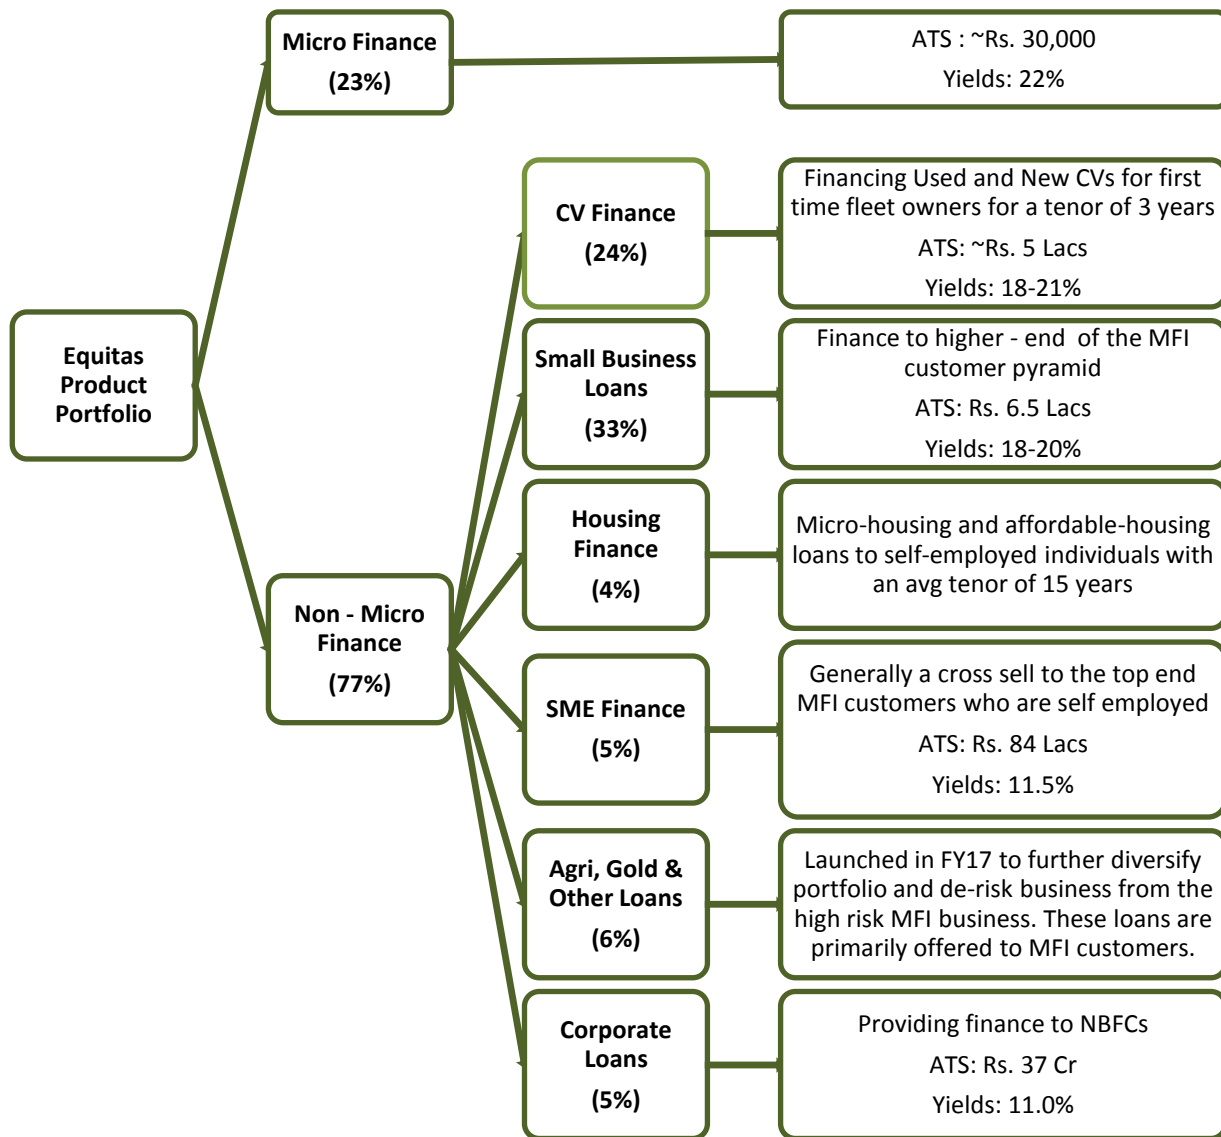 Equitas
Product
Portfolio
Micro Finance
(23%)
ATS : ~Rs. 30,000
Yields: 22%
Non - Micro
Finance
(77%)
CV Finance
(24%)
Financing Used and New CVs for first
time fleet owners for a tenor of 3 years
ATS: ~Rs. 5 Lacs
Yields: 18-21%
Small Business
Loans
(33%)
Finance to higher - end of the MFI
customer pyramid
ATS: Rs. 6.5 Lacs
Yields: 18-20%
Housing
Finance
(4%)
Micro-housing and affordable-housing
loans to self-employed individuals with
an avg tenor of 15 years
SME Finance
(5%)
Generally a cross sell to the top end
MFI customers who are self employed
ATS: Rs. 84 Lacs
Yields: 11.5%
Agri, Gold &
Other Loans
(6%)
Launched in FY17 to further diversify
portfolio and de-risk business from the
high risk MFI business. These loans are
primarily offered to MFI customers.
Corporate
Loans
(5%)
Providing finance to NBFCs
ATS: Rs. 37 Cr
Yields: 11.0%